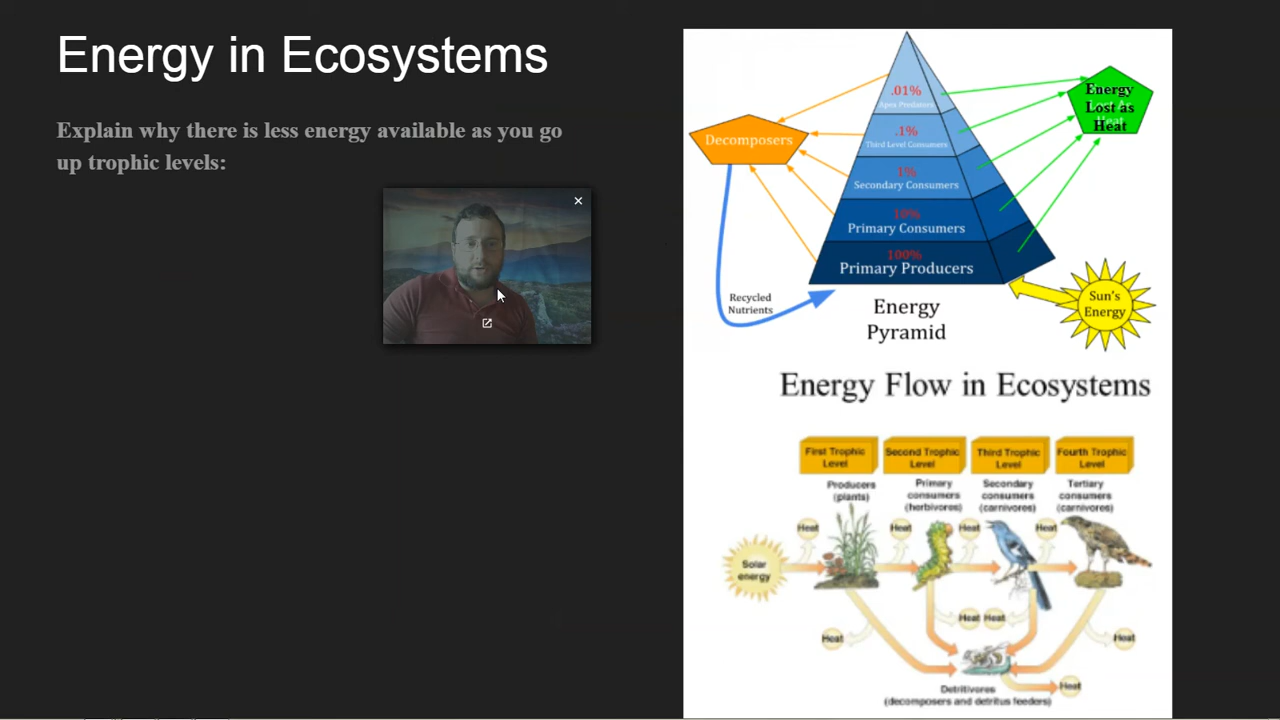 Energy in Ecosystems
Explain why there is less energy available as you go
up trophic levels:
.01%
Apex Predators
.1%
Third Level Consumers
1%
Secondary Consumers
10%
Primary Consumers
100%
Primary Producers
Decomposers
Energy
Lost as
Heat
Recycled
Nutrients
Energy
Pyramid
Sun's
Energy
Energy Flow in Ecosystems
First Trophic
Level
Second Trophic
Level
Third Trophic
Level
Fourth Trophic
Level
Producers
(plants)
Primary
consumers
(herbivores)
Secondary
consumers
(carnivores)
Tertiary
consumers
(carnivores)
Heat
Heat
Heat
Heat
Solar
energy
Heat
Heat
Heat
Heat
Heat
Detritivores
(decomposers and detritus feeders)